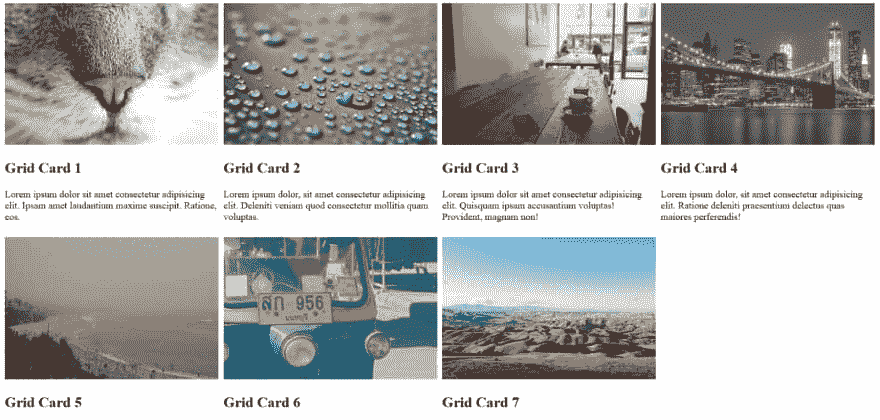 Grid Card 1
Lorem ipsum dolor sit amet consectetur adipisicing
elit. Ipsam amet laudantium maxime suscipit. Ratione,
eos.
Grid Card 2
Lorem ipsum dolor, sit amet consectetur adipisicing
elit. Deleniti veniam quod consectetur mollitia quam
voluptas.
Grid Card 3
Lorem ipsum dolor sit amet consectetur adipisicing
elit. Quisquam ipsam accusantium voluptas!
Provident, magnam non!
Grid Card 4
Lorem ipsum dolor, sit amet consectetur adipisicing
elit. Ratione deleniti praesentium delectus quas
maiores perferendis!
956
Grid Card 5
Grid Card 6
Grid Card 7